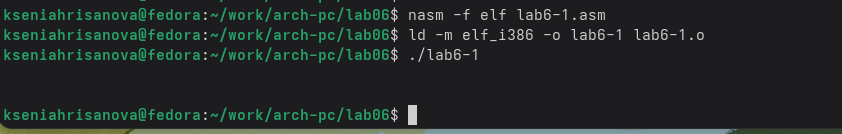 kseniahrisanova@fedora:~/work/arch-pc/lab06$ nasm -f elf lab6-1.asm
kseniahrisanova@fedora:~/work/arch-pc/lab06$ ld -m elf_i386 -o lab6-1 lab6-1.o
kseniahrisanova@fedora:~/work/arch-pc/lab06$ ./lab6-1
kseniahrisanova@fedora:~/work/arch-pc/lab06$